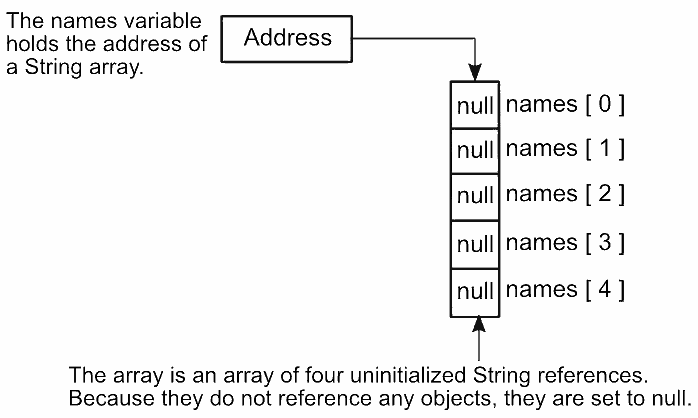 The names variable
holds the address of
a String array.
Address
null names [ 0 ]
null names [ 1 ]
null names [ 2 ]
null names [ 3 ]
null names [ 4 ]
The array is an array of four uninitialized String references.
Because they do not reference any objects, they are set to null.